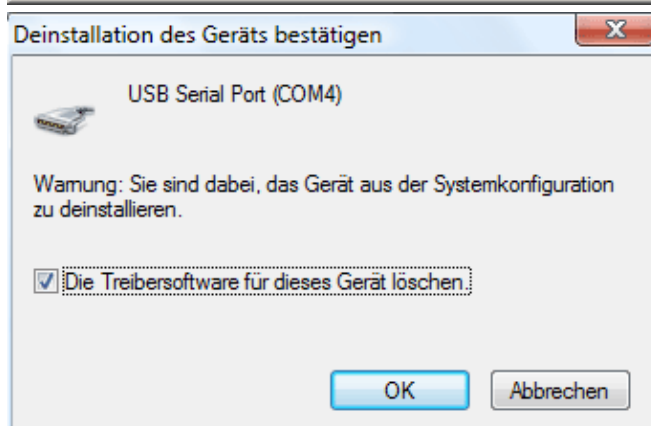 Deinstallation des Geräts bestätigen
USB Serial Port (COM4)
Warnung: Sie sind dabei, das Gerät aus der Systemkonfiguration
zu deinstallieren.
Die Treibersoftware für dieses Gerät löschen.
OK
Abbrechen